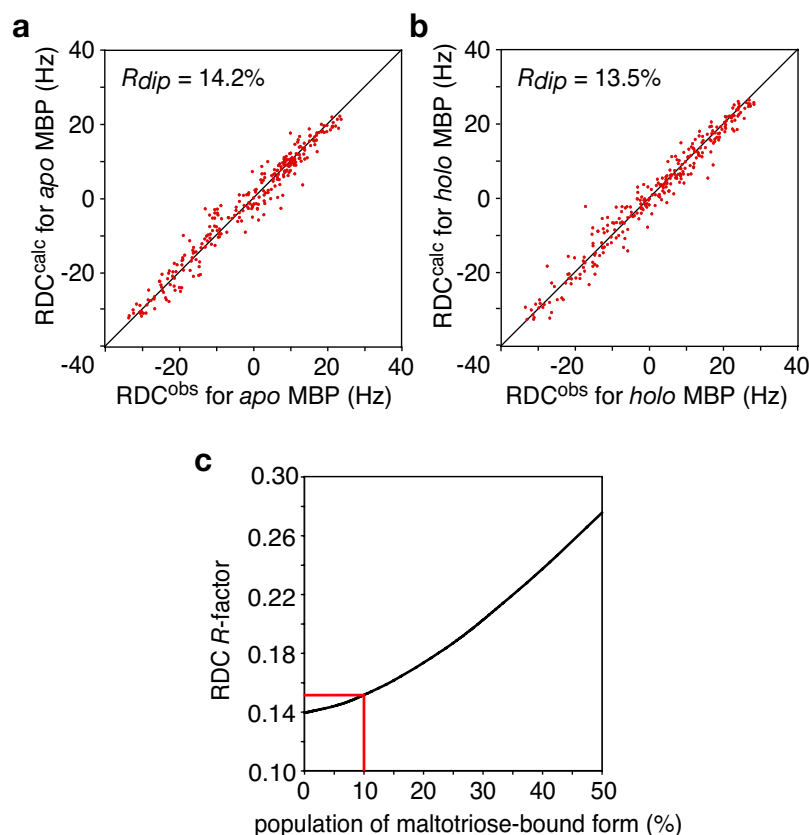 a
40
20
0
-20
-40
RDCcalc for apo MBP (Hz)
Rdip = 14.2%
-20 0 20 40
RDCobs for apo MBP (Hz)
b
40
20
0
-20
-40
RDCcalc for holo MBP (Hz)
Rdip = 13.5%
-20 0 20 40
RDCobs for holo MBP (Hz)
c
0.30
0.26
0.22
0.18
0.14
0.10
RDC R-factor
0 10 20 30 40 50
population of maltotriose-bound form (%)